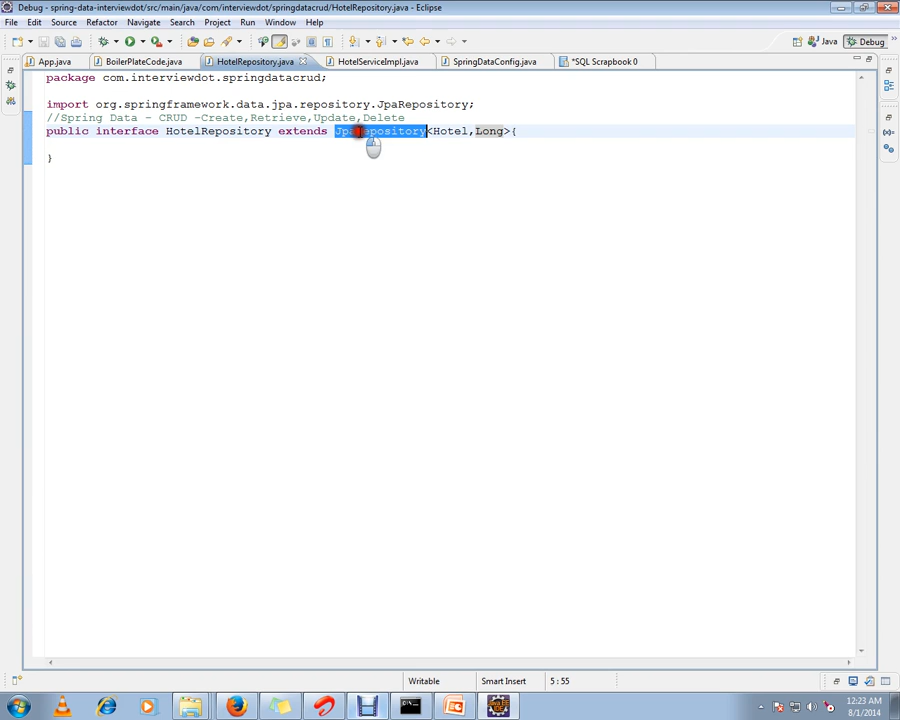 Debug - spring-data-interviewdot/src/main/java/com/interviewdot/springdatacrud/HotelRepository.java - Eclipse
File Edit Source Refactor Navigate Search Project Run Window Help
Java Debug
App.java BoilerPlateCode.java HotelRepository.java HotelServiceImpl.java SpringDataConfig.java *SQL Scrapbook 0
package com.interviewdot.springdatacrud;
import org.springframework.data.jpa.repository.JpaRepository;
//Spring Data - CRUD -Create,Retrieve,Update,Delete
public interface HotelRepository extends JpaRepository<Hotel,Long>{
}
Writable Smart Insert 5 : 55
12:23 AM
8/1/2014